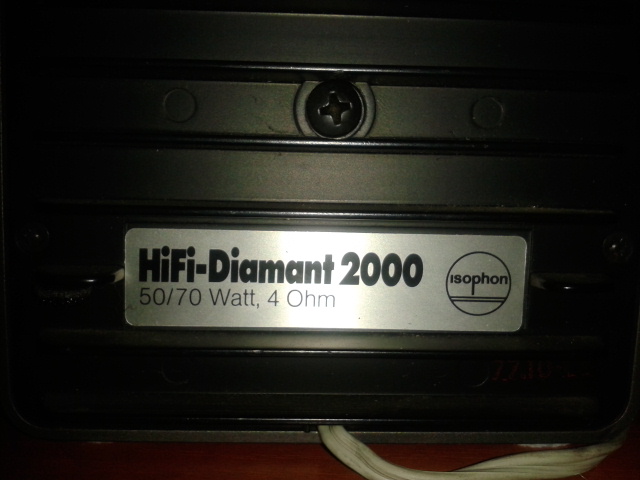 HiFi-Diamant 2000
50/70 Watt, 4 Ohm
isophon